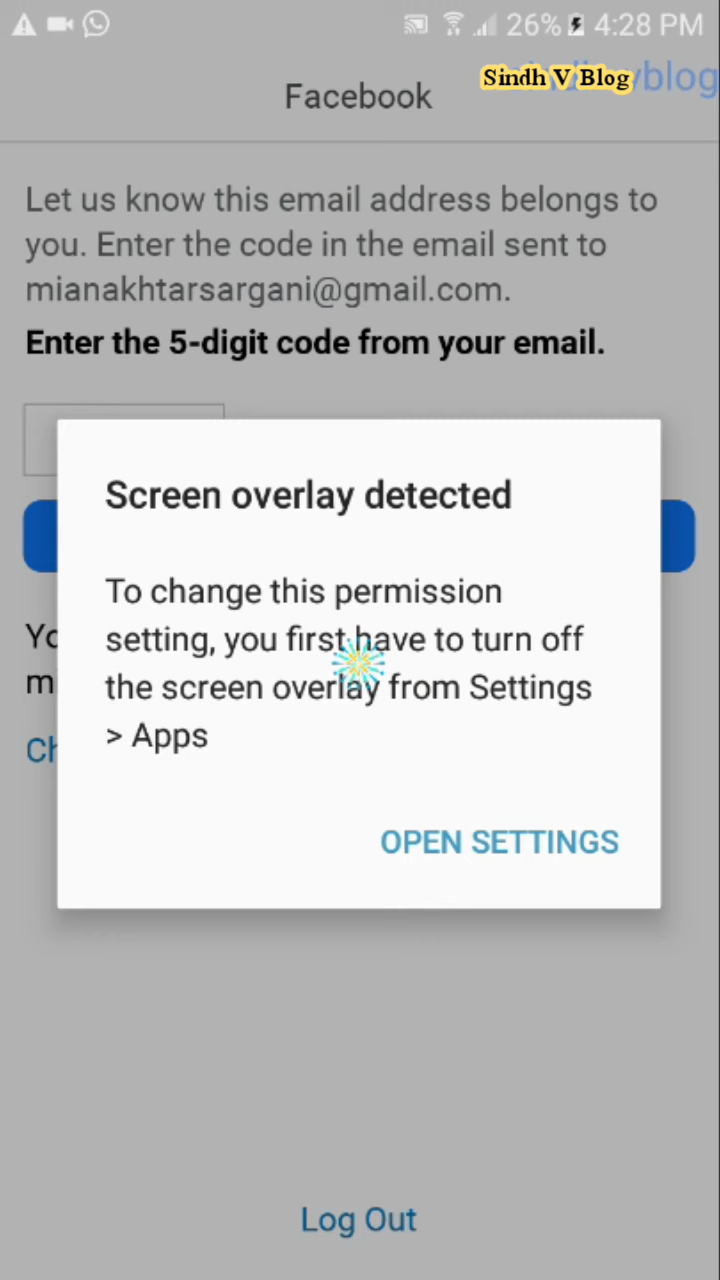 26% 4:28 PM
Sindh V Blog
vblog
Facebook
Let us know this email address belongs to
you. Enter the code in the email sent to
mianakhtarsargani@gmail.com.
Enter the 5-digit code from your email.
Screen overlay detected
To change this permission
setting, you first have to turn off
the screen overlay from Settings
> Apps
Yo
m
Ch
OPEN SETTINGS
Log Out